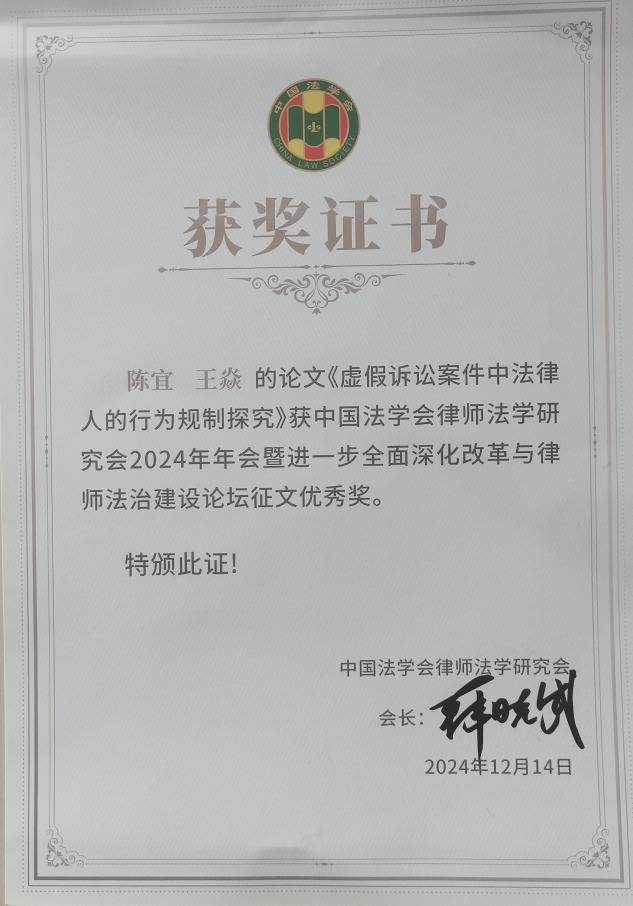 中国法学会
CHINA LAW SOCIETY
获奖证书
陈宜 王焱 的论文《虚假诉讼案件中法律
人的行为规制探究》获中国法学会律师法学研
究会2024年年会暨进一步全面深化改革与律
师法治建设论坛征文优秀奖。
特颁此证!
中国法学会律师法学研究会
会长：
2024年12月14日